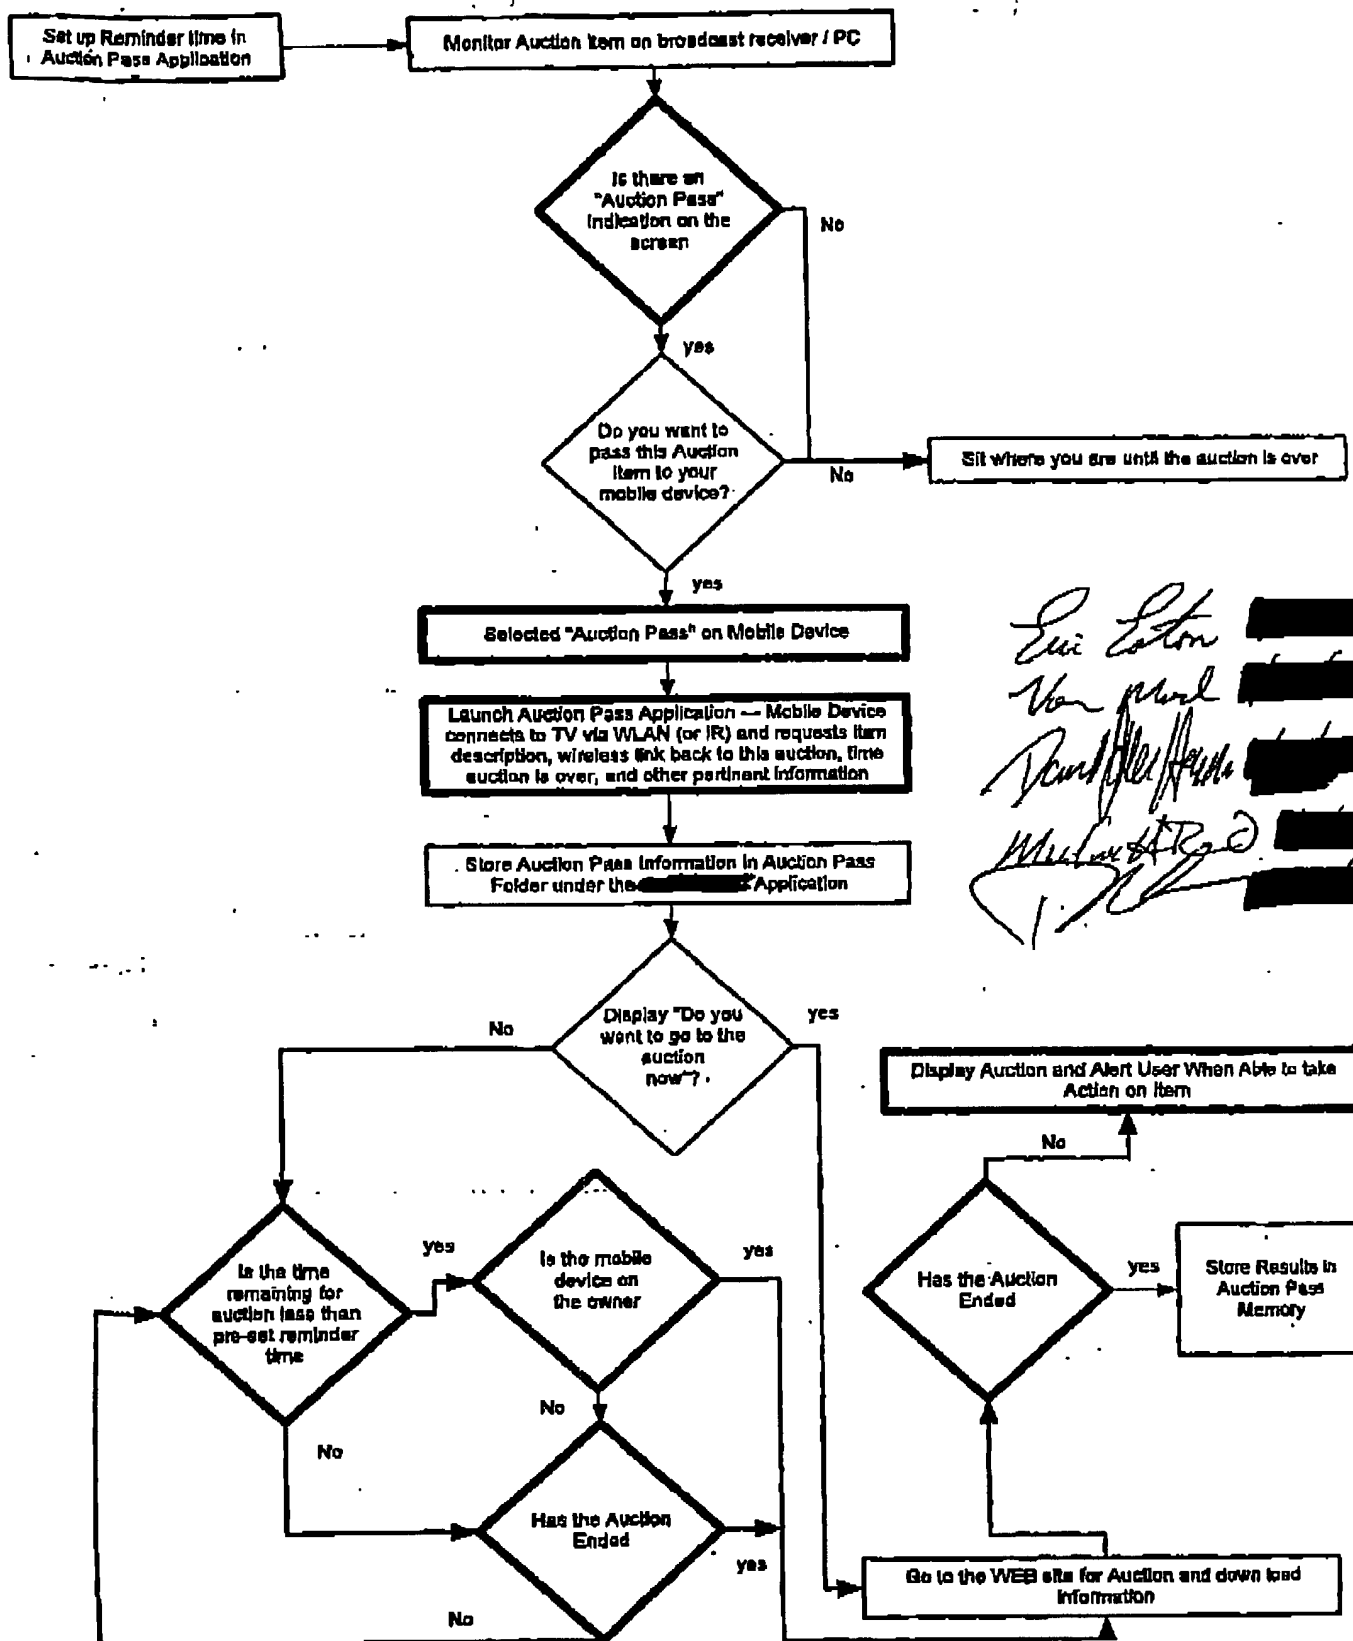 Set up Reminder time in
Auction Pass Application
Monitor Auction Item on broadcast receiver / PC
Is there an
"Auction Pass"
indication on the
screen
No
yes
Do you want to
pass this Auction
Item to your
mobile device?
No
Sit where you are until the auction is over
yes
Selected "Auction Pass" on Mobile Device
Eric Eaton
Launch Auction Pass Application — Mobile Device
connects to TV via WLAN (or IR) and requests item
description, wireless link back to this auction, time
auction is over, and other pertinent information
Store Auction Pass Information in Auction Pass
Folder under the Application
Display "Do you
want to go to the
auction
now"?
No
yes
Display Auction and Alert User When Able to take
Action on Item
No
Is the time
remaining for
auction less than
pre-set reminder
time
yes
Is the mobile
device on
the owner
yes
Has the Auction
Ended
yes
Store Results in
Auction Pass
Memory
No
No
Has the Auction
Ended
yes
Go to the WEB site for Auction and down load
Information
No